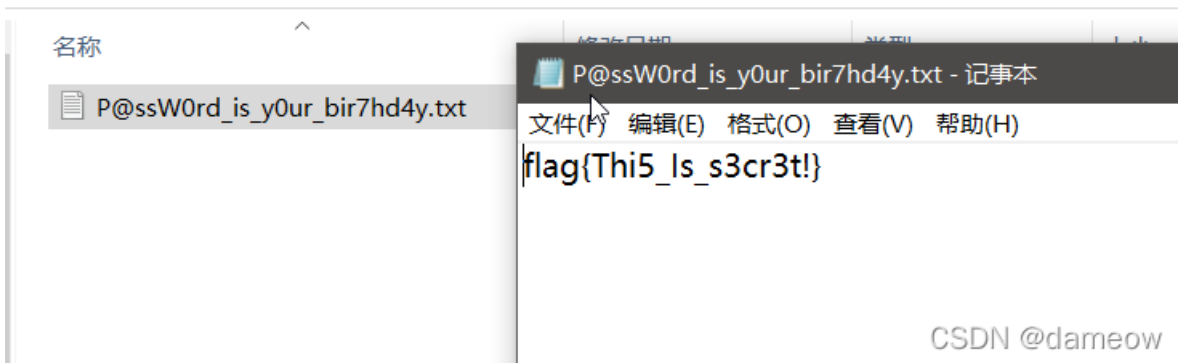 名称
P@ssW0rd_is_y0ur_bir7hd4y.txt
P@ssW0rd_is_y0ur_bir7hd4y.txt - 记事本
文件(F) 编辑(E) 格式(O) 查看(V) 帮助(H)
flag{Thi5_Is_s3cr3t!}
CSDN @dameow